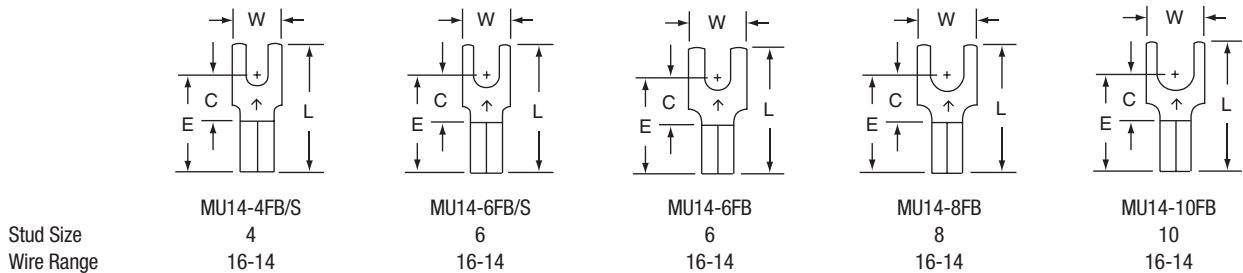 W W W W W
C C C C C
E E E E E
L L L L L
MU14-4FB/S MU14-6FB/S MU14-6FB MU14-8FB MU14-10FB
Stud Size 4 6 6 8 10
Wire Range 16-14 16-14 16-14 16-14 16-14